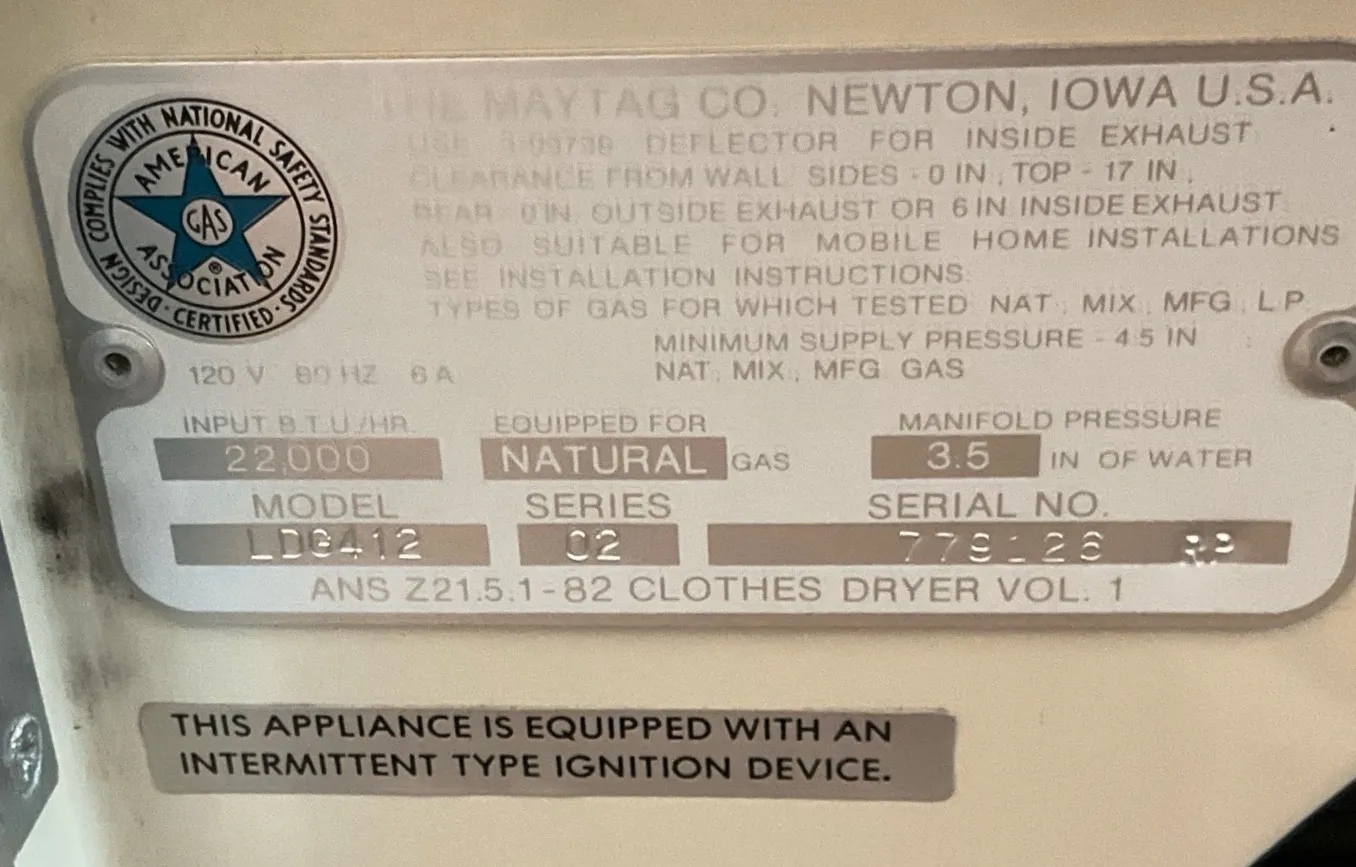 DESIGN COMPLIES WITH NATIONAL SAFETY STANDARDS · CERTIFIED ·
AMERICAN
GAS
®
ASSOCIATION
THE MAYTAG CO. NEWTON, IOWA U.S.A.
USE DEFLECTOR FOR INSIDE EXHAUST
CLEARANCE FROM WALL SIDES - 0 IN., TOP - 17 IN.,
REAR 0 IN. OUTSIDE EXHAUST OR 6 IN INSIDE EXHAUST
ALSO SUITABLE FOR MOBILE HOME INSTALLATIONS
SEE INSTALLATION INSTRUCTIONS.
TYPES OF GAS FOR WHICH TESTED NAT., MIX., MFG., L.P.
MINIMUM SUPPLY PRESSURE - 4.5 IN
120 V 60 HZ 6 A NAT., MIX., MFG. GAS
INPUT B.T.U./HR. EQUIPPED FOR MANIFOLD PRESSURE
22,000 NATURAL GAS 3.5 IN OF WATER
MODEL SERIES SERIAL NO.
LDG412 02 779126 RP
ANS Z21.5.1-82 CLOTHES DRYER VOL. 1
THIS APPLIANCE IS EQUIPPED WITH AN
INTERMITTENT TYPE IGNITION DEVICE.